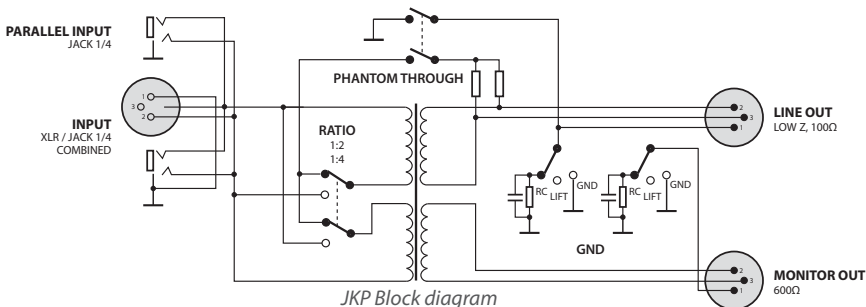 PARALLEL INPUT
JACK 1/4
INPUT
XLR / JACK 1/4
COMBINED
1
3
2
PHANTOM THROUGH
RATIO
1:2
1:4
RC
LIFT
GND
RC
LIFT
GND
GND
2
3
1
LINE OUT
LOW Z, 100Ω
2
3
1
MONITOR OUT
600Ω
JKP Block diagram